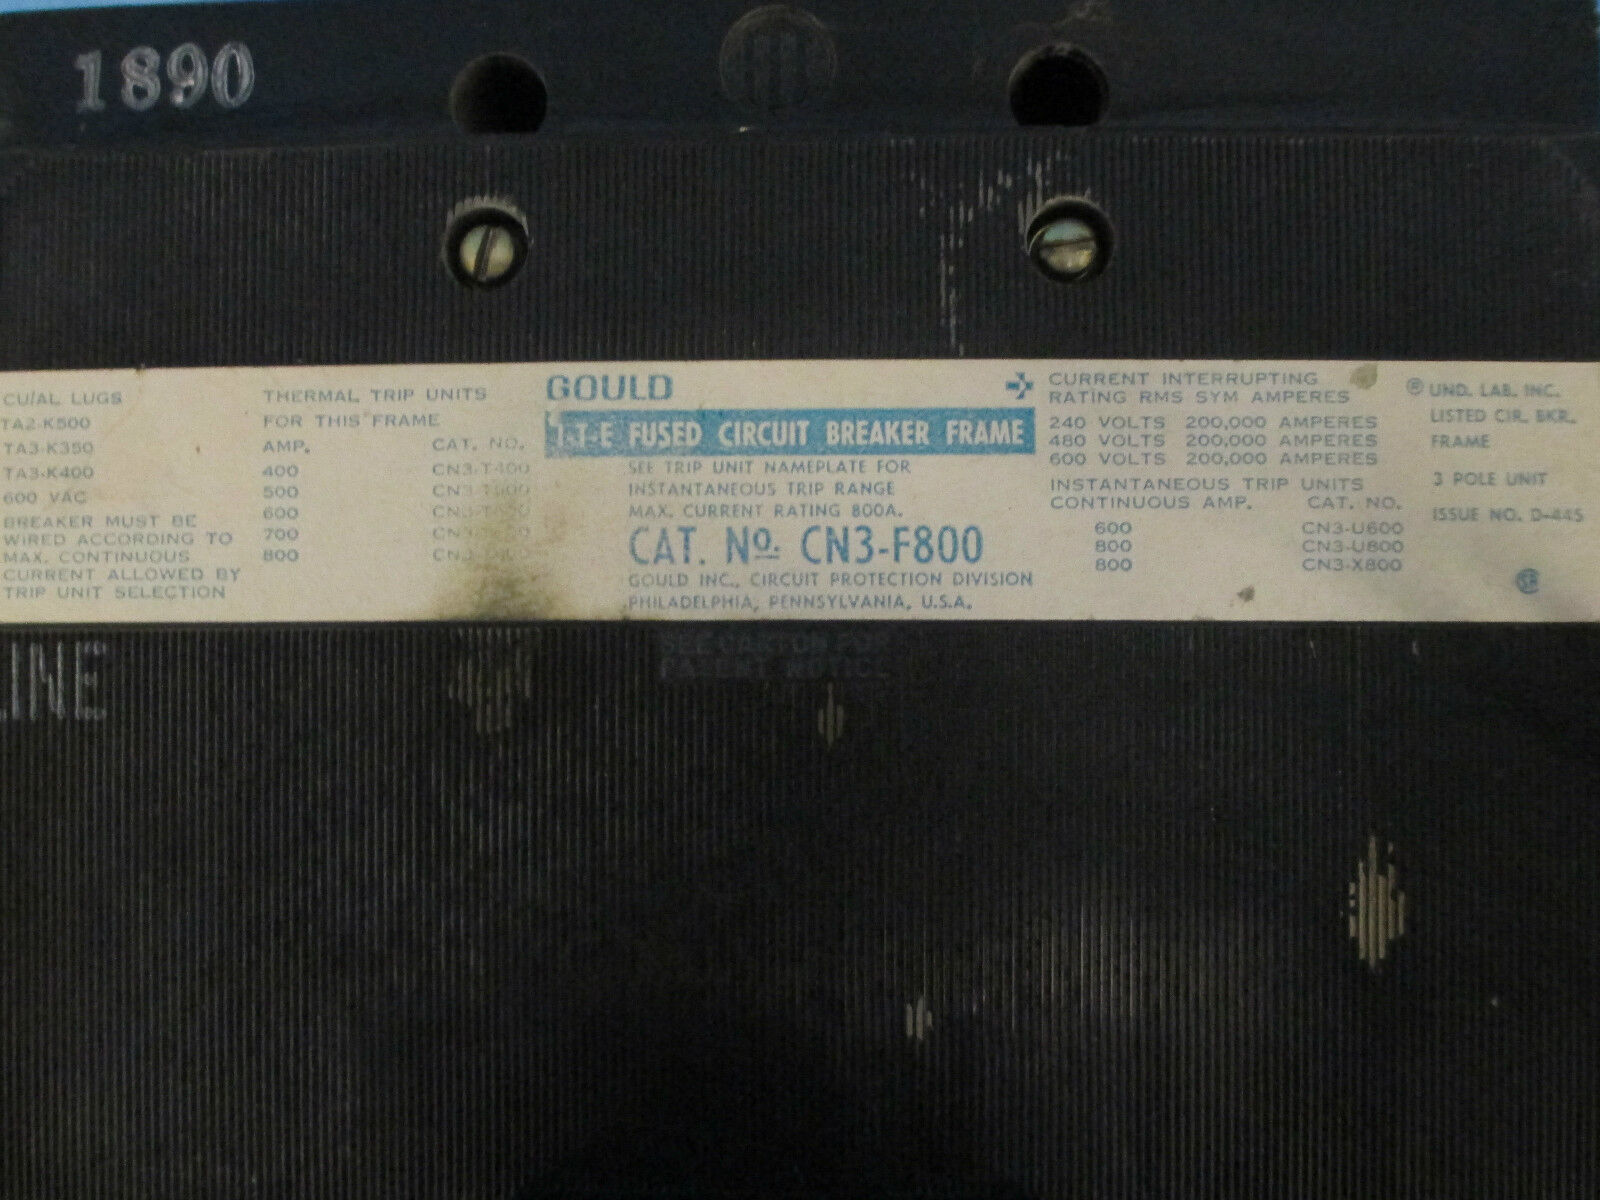 1890
CU/AL LUGS
TA2-K500
TA3-K350
TA3-K400
600 VAC
BREAKER MUST BE
WIRED ACCORDING TO
MAX. CONTINUOUS
CURRENT ALLOWED BY
TRIP UNIT SELECTION
THERMAL TRIP UNITS
FOR THIS FRAME
AMP. CAT. NO.
400 CN3-T400
500
600
700
800
GOULD
I-T-E FUSED CIRCUIT BREAKER FRAME
SEE TRIP UNIT NAMEPLATE FOR
INSTANTANEOUS TRIP RANGE
MAX. CURRENT RATING 800A.
CAT. No. CN3-F800
GOULD INC., CIRCUIT PROTECTION DIVISION
PHILADELPHIA, PENNSYLVANIA, U.S.A.
CURRENT INTERRUPTING
RATING RMS SYM AMPERES
240 VOLTS 200,000 AMPERES
480 VOLTS 200,000 AMPERES
600 VOLTS 200,000 AMPERES
INSTANTANEOUS TRIP UNITS
CONTINUOUS AMP. CAT. NO.
600 CN3-U600
800 CN3-U800
800 CN3-X800
® UND. LAB. INC.
LISTED CIR. BKR.
FRAME
3 POLE UNIT
ISSUE NO. D-445
LINE
SEE CARTON FOR
PATENT NOTICE